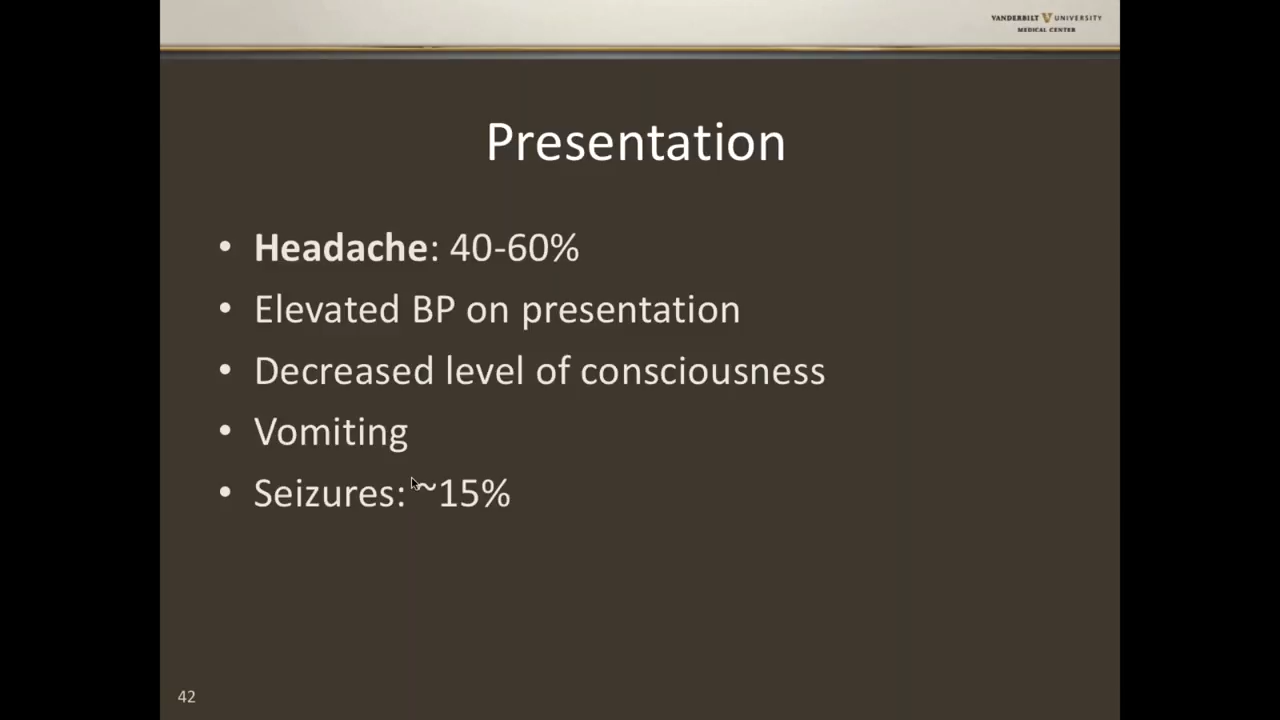 VANDERBILT V UNIVERSITY
MEDICAL CENTER
Presentation
• Headache: 40-60%
• Elevated BP on presentation
• Decreased level of consciousness
• Vomiting
• Seizures: ~15%
42